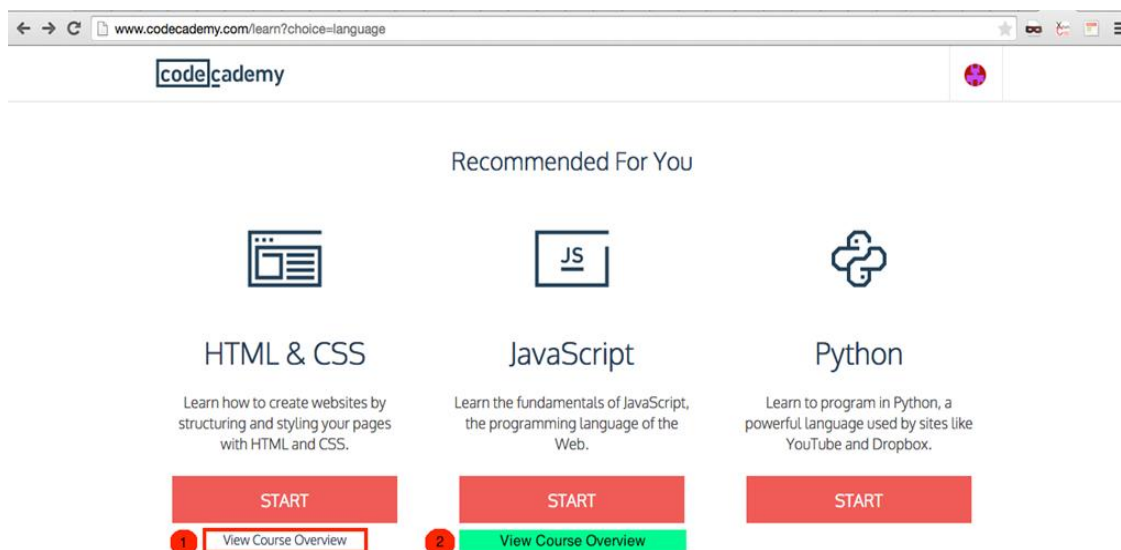 www.codecademy.com/learn?choice=language
codecademy
Recommended For You
JS
HTML & CSS
JavaScript
Python
Learn how to create websites by
structuring and styling your pages
with HTML and CSS.
Learn the fundamentals of JavaScript,
the programming language of the
Web.
Learn to program in Python, a
powerful language used by sites like
YouTube and Dropbox.
START
START
START
1 View Course Overview
2 View Course Overview